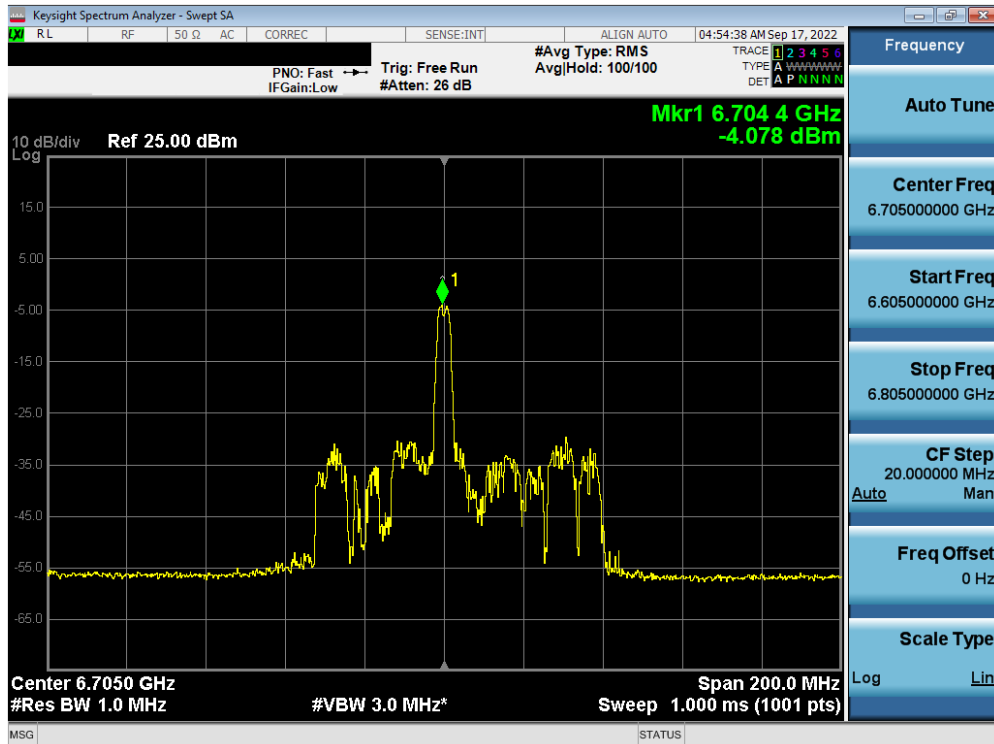 Keysight Spectrum Analyzer - Swept SA
LXI RL RF 50 Ω AC CORREC SENSE:INT ALIGN AUTO 04:54:38 AM Sep 17, 2022
PNO: Fast
IFGain:Low
Trig: Free Run
#Atten: 26 dB
#Avg Type: RMS
Avg|Hold: 100/100
TRACE 1 2 3 4 5 6
TYPE A WWWWW
DET A P N N N N
Mkr1 6.704 4 GHz
-4.078 dBm
10 dB/div Ref 25.00 dBm
Log
15.0
5.00
-5.00
-15.0
-25.0
-35.0
-45.0
-55.0
-65.0
1
Center 6.7050 GHz Span 200.0 MHz
#Res BW 1.0 MHz #VBW 3.0 MHz* Sweep 1.000 ms (1001 pts)
MSG STATUS
Frequency
Auto Tune
Center Freq
6.705000000 GHz
Start Freq
6.605000000 GHz
Stop Freq
6.805000000 GHz
CF Step
20.000000 MHz
Auto Man
Freq Offset
0 Hz
Scale Type
Log Lin